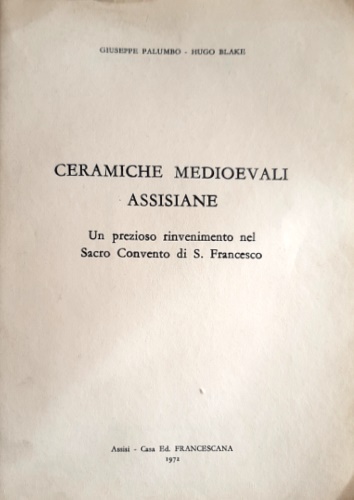 GIUSEPPE PALUMBO - HUGO BLAKE
CERAMICHE MEDIOEVALI
ASSISIANE
Un prezioso rinvenimento nel
Sacro Convento di S. Francesco
Assisi - Casa Ed. FRANCESCANA
1971